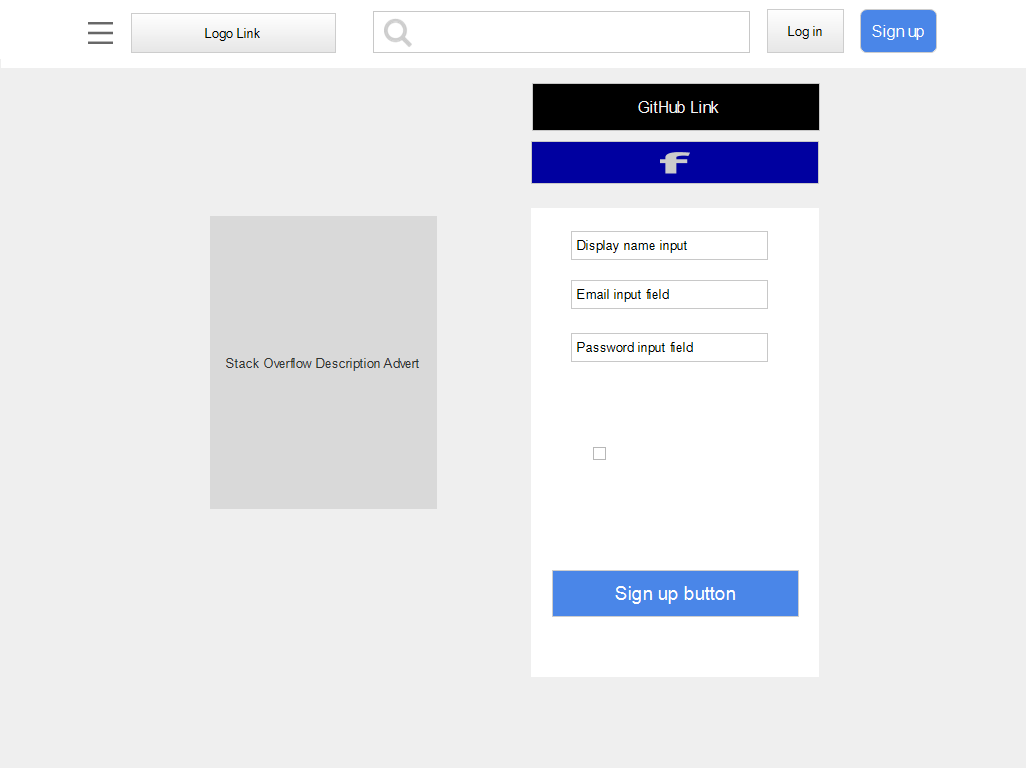 Logo Link
Log in
Sign up
GitHub Link
f
Stack Overflow Description Advert
Display name input
Email input field
Password input field
Sign up button